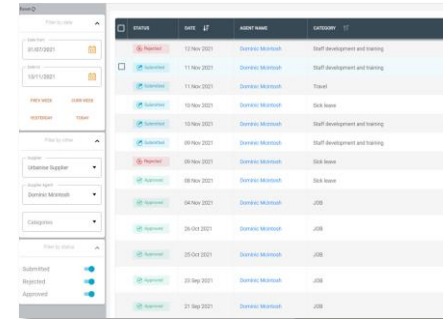 Filter by date
Date from
01/07/2021
Date to
10/11/2021
PREV WEEK
CURR WEEK
YESTERDAY
TODAY
Filter by other
Supplier
Urbanise Supplier
Supplier Agent
Dominic McIntosh
Categories
Filter by status
Submitted
Rejected
Approved
STATUS DATE AGENT NAME CATEGORY
Rejected 12 Nov 2021 Dominic McIntosh Staff development and training
Submitted 11 Nov 2021 Dominic McIntosh Staff development and training
Submitted 11 Nov 2021 Dominic McIntosh Travel
Submitted 10 Nov 2021 Dominic McIntosh Sick leave
Submitted 10 Nov 2021 Dominic McIntosh Staff development and training
Submitted 09 Nov 2021 Dominic McIntosh Staff development and training
Rejected 09 Nov 2021 Dominic McIntosh Sick leave
Approved 08 Nov 2021 Dominic McIntosh Sick leave
Approved 04 Nov 2021 Dominic McIntosh JOB
Approved 26 Oct 2021 Dominic McIntosh JOB
Approved 25 Oct 2021 Dominic McIntosh JOB
Approved 23 Sep 2021 Dominic McIntosh JOB
Approved 21 Sep 2021 Dominic McIntosh JOB